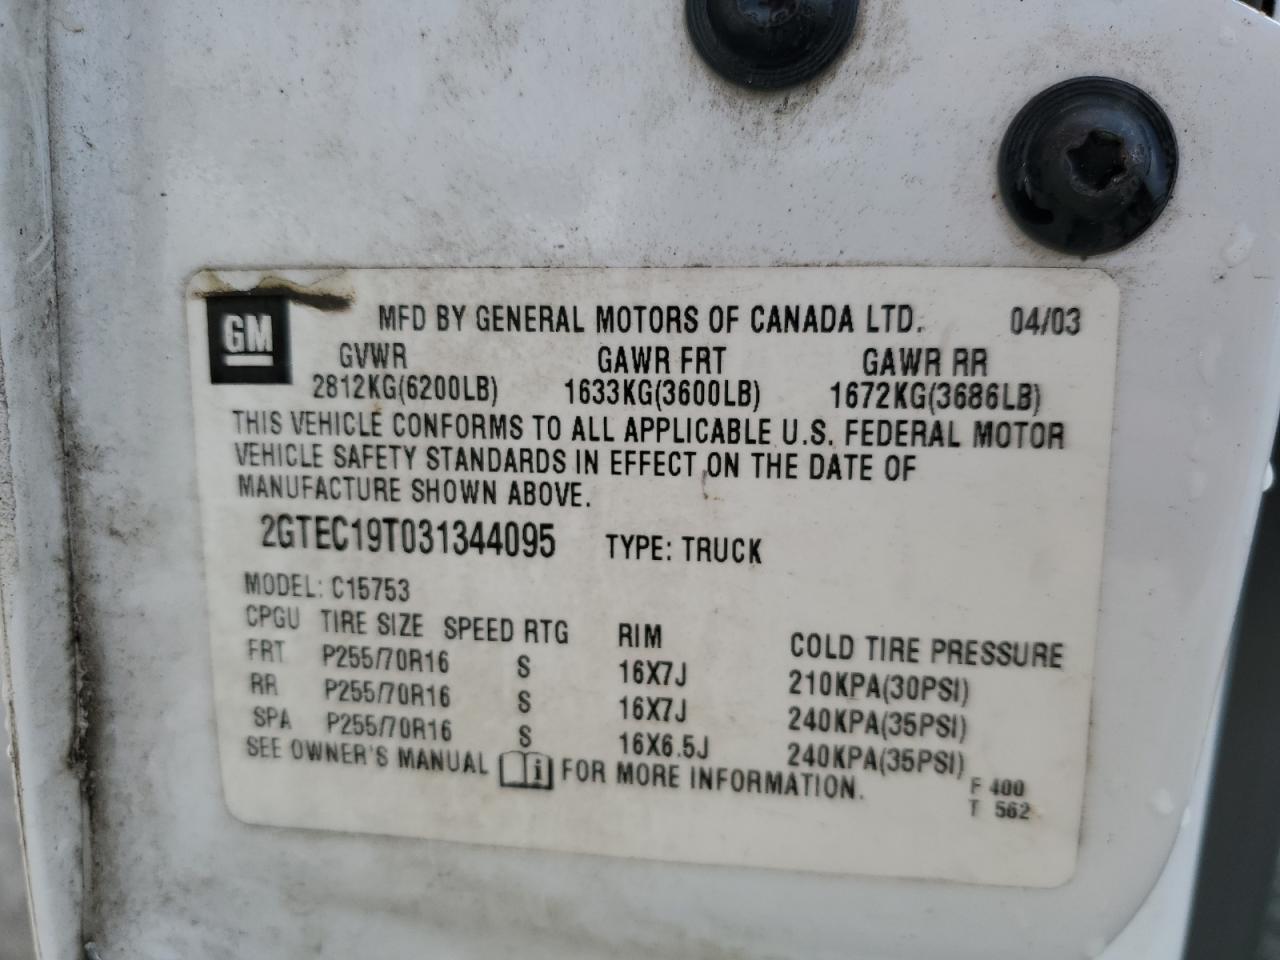 GM
MFD BY GENERAL MOTORS OF CANADA LTD. 04/03
GVWR GAWR FRT GAWR RR
2812KG(6200LB) 1633KG(3600LB) 1672KG(3686LB)
THIS VEHICLE CONFORMS TO ALL APPLICABLE U.S. FEDERAL MOTOR
VEHICLE SAFETY STANDARDS IN EFFECT ON THE DATE OF
MANUFACTURE SHOWN ABOVE.
2GTEC19T031344095 TYPE: TRUCK
MODEL: C15753
CPGU TIRE SIZE SPEED RTG RIM COLD TIRE PRESSURE
FRT P255/70R16 S 16X7J 210KPA(30PSI)
RR P255/70R16 S 16X7J 240KPA(35PSI)
SPA P255/70R16 S 16X6.5J 240KPA(35PSI)
SEE OWNER'S MANUAL i FOR MORE INFORMATION.
F 400
T 562